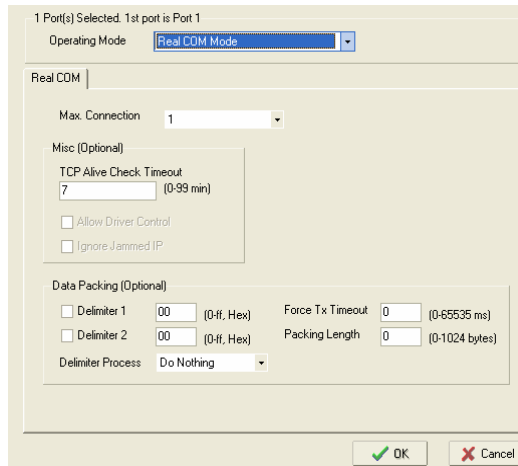 1 Port(s) Selected. 1st port is Port 1
Operating Mode Real COM Mode
Real COM
Max. Connection 1
Misc (Optional)
TCP Alive Check Timeout
7 (0-99 min)
Allow Driver Control
Ignore Jammed IP
Data Packing (Optional)
Delimiter 1 00 (0-ff, Hex) Force Tx Timeout 0 (0-65535 ms)
Delimiter 2 00 (0-ff, Hex) Packing Length 0 (0-1024 bytes)
Delimiter Process Do Nothing
OK Cancel